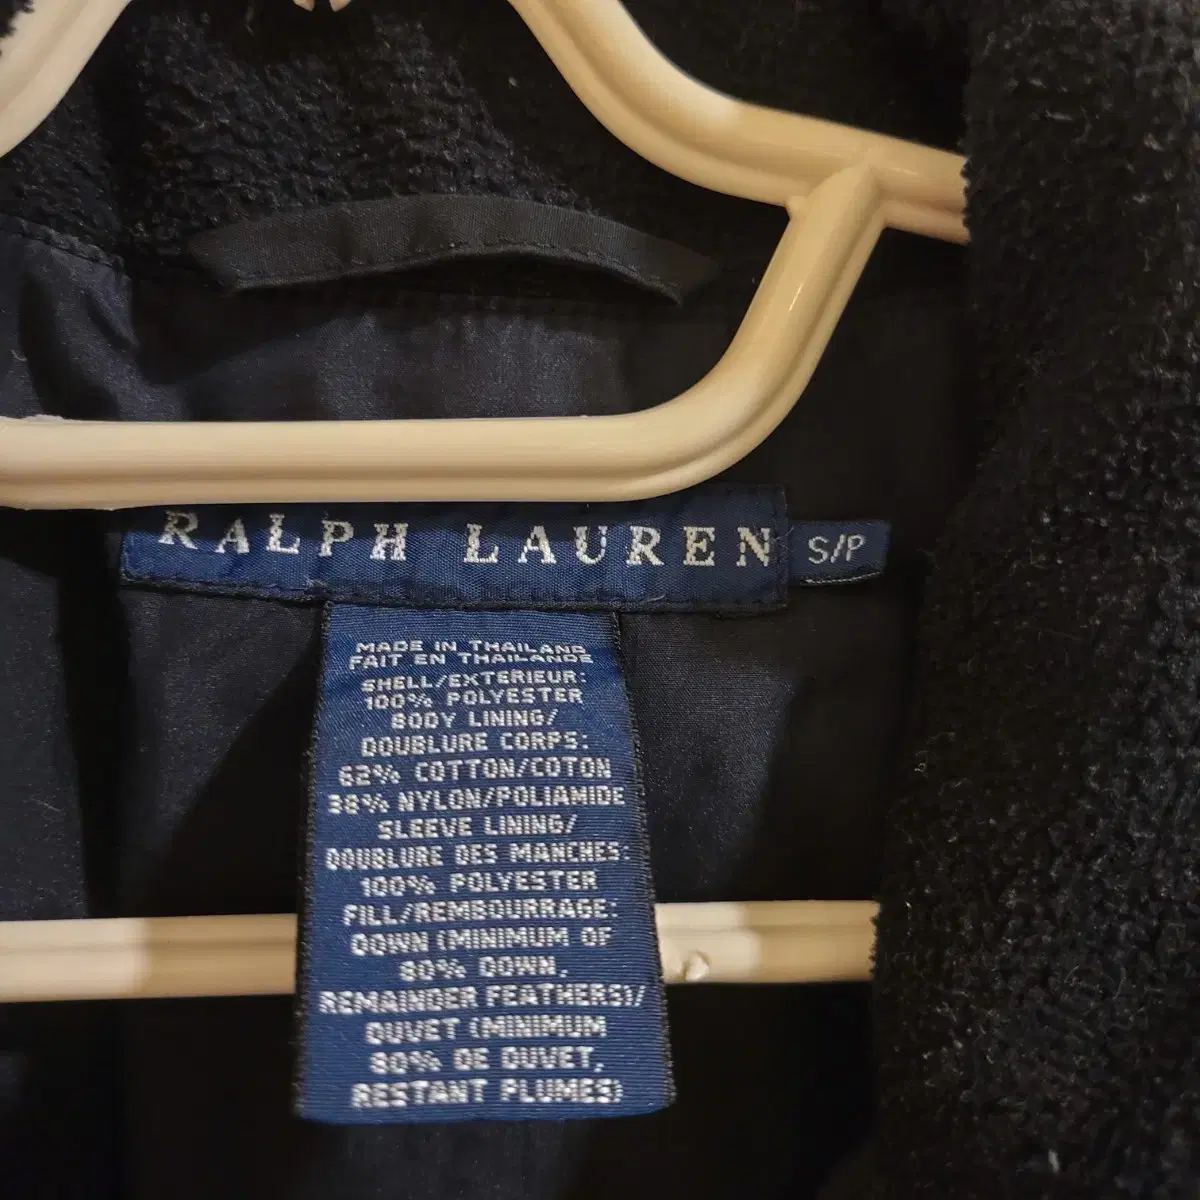 RALPH LAUREN
S/P
MADE IN THAILAND
FAIT EN THAILANDE
SHELL/EXTERIEUR:
100% POLYESTER
BODY LINING/
DOUBLURE CORPS:
62% COTTON/COTON
38% NYLON/POLIAMIDE
SLEEVE LINING/
DOUBLURE DES MANCHES:
100% POLYESTER
FILL/REMBOURRAGE:
DOWN (MINIMUM OF
80% DOWN,
REMAINDER FEATHERS)/
DUVET (MINIMUM
80% DE DUVET,
RESTANT PLUMES)